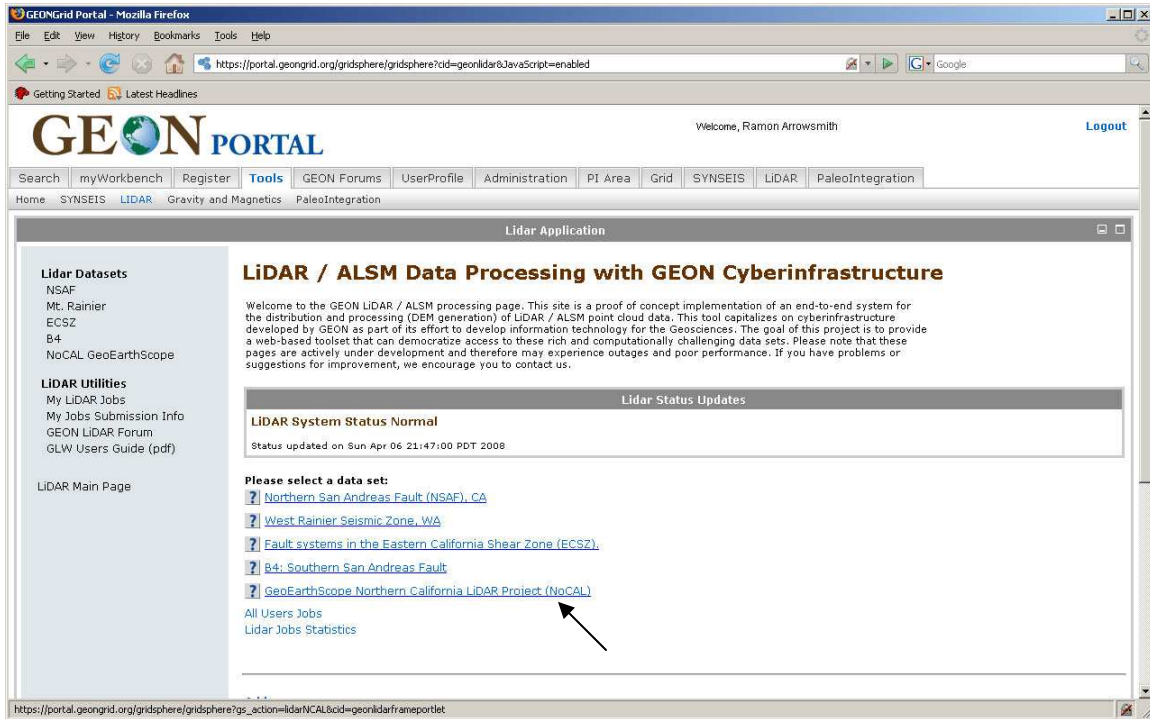 GEONGrid Portal - Mozilla Firefox
File Edit View History Bookmarks Tools Help
https://portal.geongrid.org/gridsphere/gridsphere?cid=geonlidar&JavaScript=enabled
G Google
Getting Started Latest Headlines
GEON PORTAL
Welcome, Ramon Arrowsmith
Logout
Search myWorkbench Register Tools GEON Forums UserProfile Administration PI Area Grid SYNSEIS LiDAR PaleoIntegration
Home SYNSEIS LIDAR Gravity and Magnetics PaleoIntegration
Lidar Application
Lidar Datasets
NSAF
Mt. Rainier
ECSZ
B4
NoCAL GeoEarthScope
LiDAR Utilities
My LiDAR Jobs
My Jobs Submission Info
GEON LiDAR Forum
GLW Users Guide (pdf)
LiDAR Main Page
LiDAR / ALSM Data Processing with GEON Cyberinfrastructure
Welcome to the GEON LiDAR / ALSM processing page. This site is a proof of concept implementation of an end-to-end system for
the distribution and processing (DEM generation) of LiDAR / ALSM point cloud data. This tool capitalizes on cyberinfrastructure
developed by GEON as part of its effort to develop information technology for the Geosciences. The goal of this project is to provide
a web-based toolset that can democratize access to these rich and computationally challenging data sets. Please note that these
pages are actively under development and therefore may experience outages and poor performance. If you have problems or
suggestions for improvement, we encourage you to contact us.
Lidar Status Updates
LiDAR System Status Normal
Status updated on Sun Apr 06 21:47:00 PDT 2008
Please select a data set:
? Northern San Andreas Fault (NSAF), CA
? West Rainier Seismic Zone, WA
? Fault systems in the Eastern California Shear Zone (ECSZ).
? B4: Southern San Andreas Fault
? GeoEarthScope Northern California LiDAR Project (NoCAL)
All Users Jobs
Lidar Jobs Statistics
https://portal.geongrid.org/gridsphere/gridsphere?gs_action=lidarNCAL&cid=geonlidarframeportlet